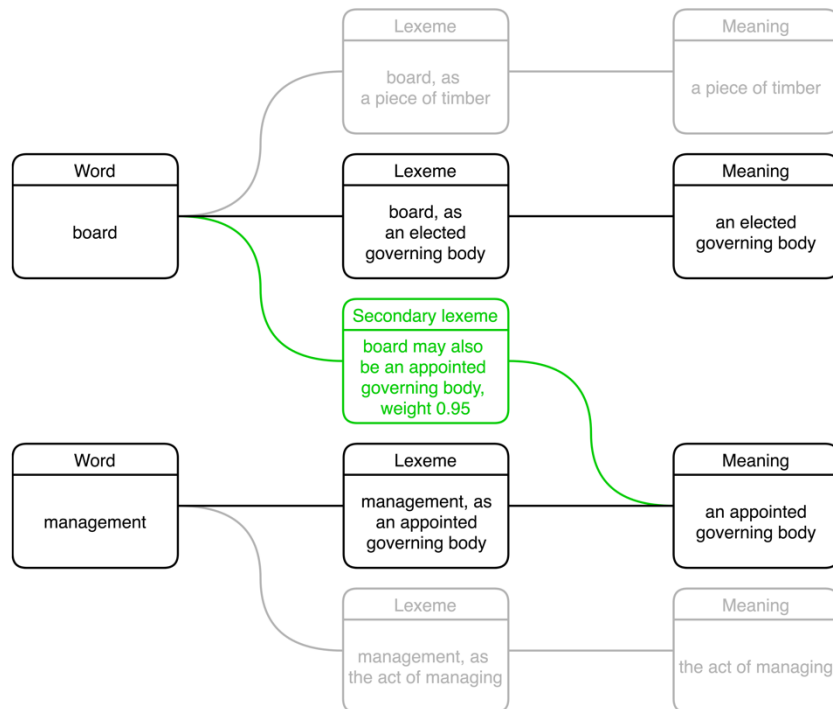 Lexeme
board, as
a piece of timber
Meaning
a piece of timber
Word
board
Lexeme
board, as
an elected
governing body
Meaning
an elected
governing body
Secondary lexeme
board may also
be an appointed
governing body,
weight 0.95
Word
management
Lexeme
management, as
an appointed
governing body
Meaning
an appointed
governing body
Lexeme
management, as
the act of managing
Meaning
the act of managing